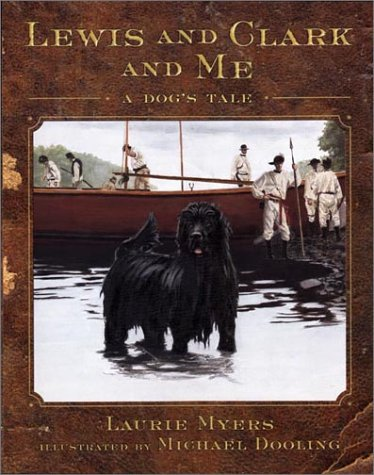 LEWIS AND CLARK
AND ME
A DOG'S TALE
LAURIE MYERS
ILLUSTRATED BY MICHAEL DOOLING